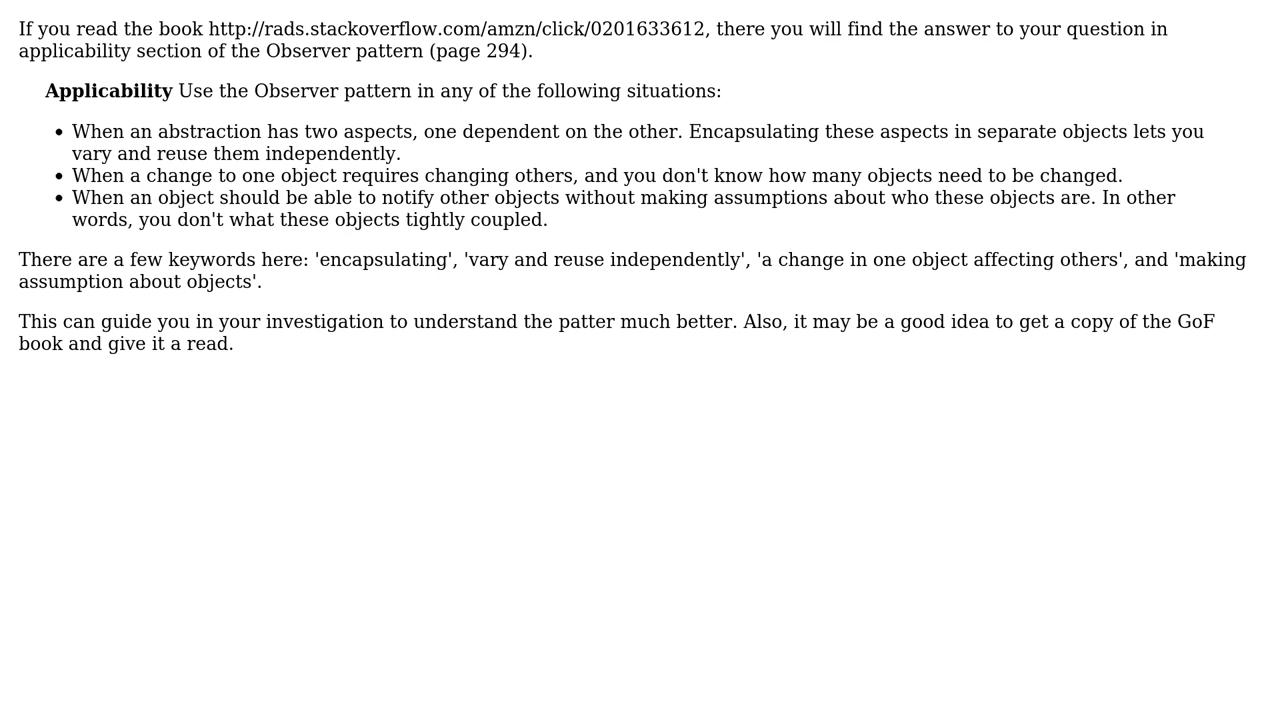 If you read the book http://rads.stackoverflow.com/amzn/click/0201633612, there you will find the answer to your question in
applicability section of the Observer pattern (page 294).
Applicability Use the Observer pattern in any of the following situations:
• When an abstraction has two aspects, one dependent on the other. Encapsulating these aspects in separate objects lets you
vary and reuse them independently.
• When a change to one object requires changing others, and you don't know how many objects need to be changed.
• When an object should be able to notify other objects without making assumptions about who these objects are. In other
words, you don't what these objects tightly coupled.
There are a few keywords here: 'encapsulating', 'vary and reuse independently', 'a change in one object affecting others', and 'making
assumption about objects'.
This can guide you in your investigation to understand the patter much better. Also, it may be a good idea to get a copy of the GoF
book and give it a read.